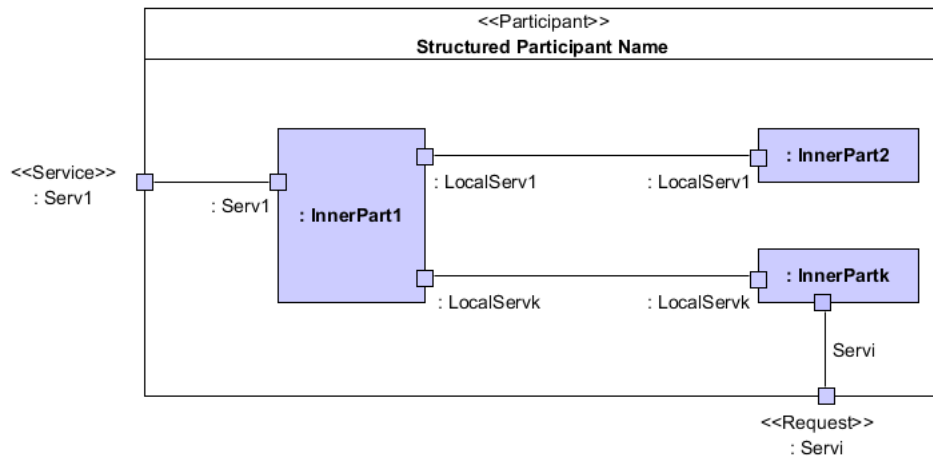 <<Participant>>
Structured Participant Name
<<Service>>
: Serv1
: Serv1
: InnerPart1
: LocalServ1
: LocalServ1
: InnerPart2
: LocalServk
: LocalServk
: InnerPartk
Servi
<<Request>>
: Servi